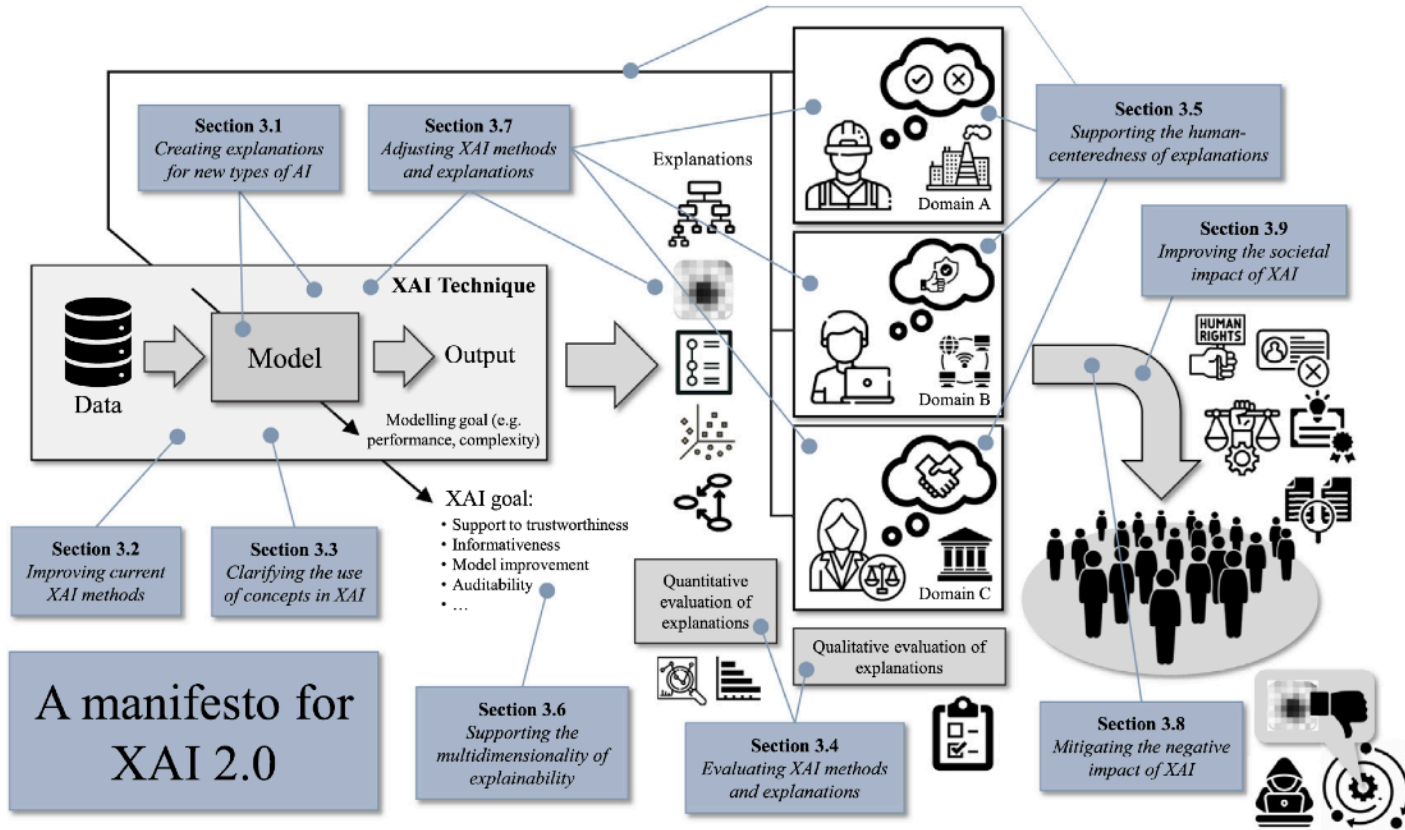 Section 3.1
Creating explanations
for new types of AI
Section 3.7
Adjusting XAI methods
and explanations
Explanations
Domain A
Section 3.5
Supporting the human-
centeredness of explanations
Section 3.9
Improving the societal
impact of XAI
XAI Technique
Data
Model
Output
Modelling goal (e.g.
performance, complexity)
Domain B
HUMAN
RIGHTS
XAI goal:
• Support to trustworthiness
• Informativeness
• Model improvement
• Auditability
• ...
Domain C
Section 3.2
Improving current
XAI methods
Section 3.3
Clarifying the use
of concepts in XAI
Quantitative
evaluation of
explanations
Qualitative evaluation of
explanations
A manifesto for
XAI 2.0
Section 3.6
Supporting the
multidimensionality of
explainability
Section 3.4
Evaluating XAI methods
and explanations
Section 3.8
Mitigating the negative
impact of XAI